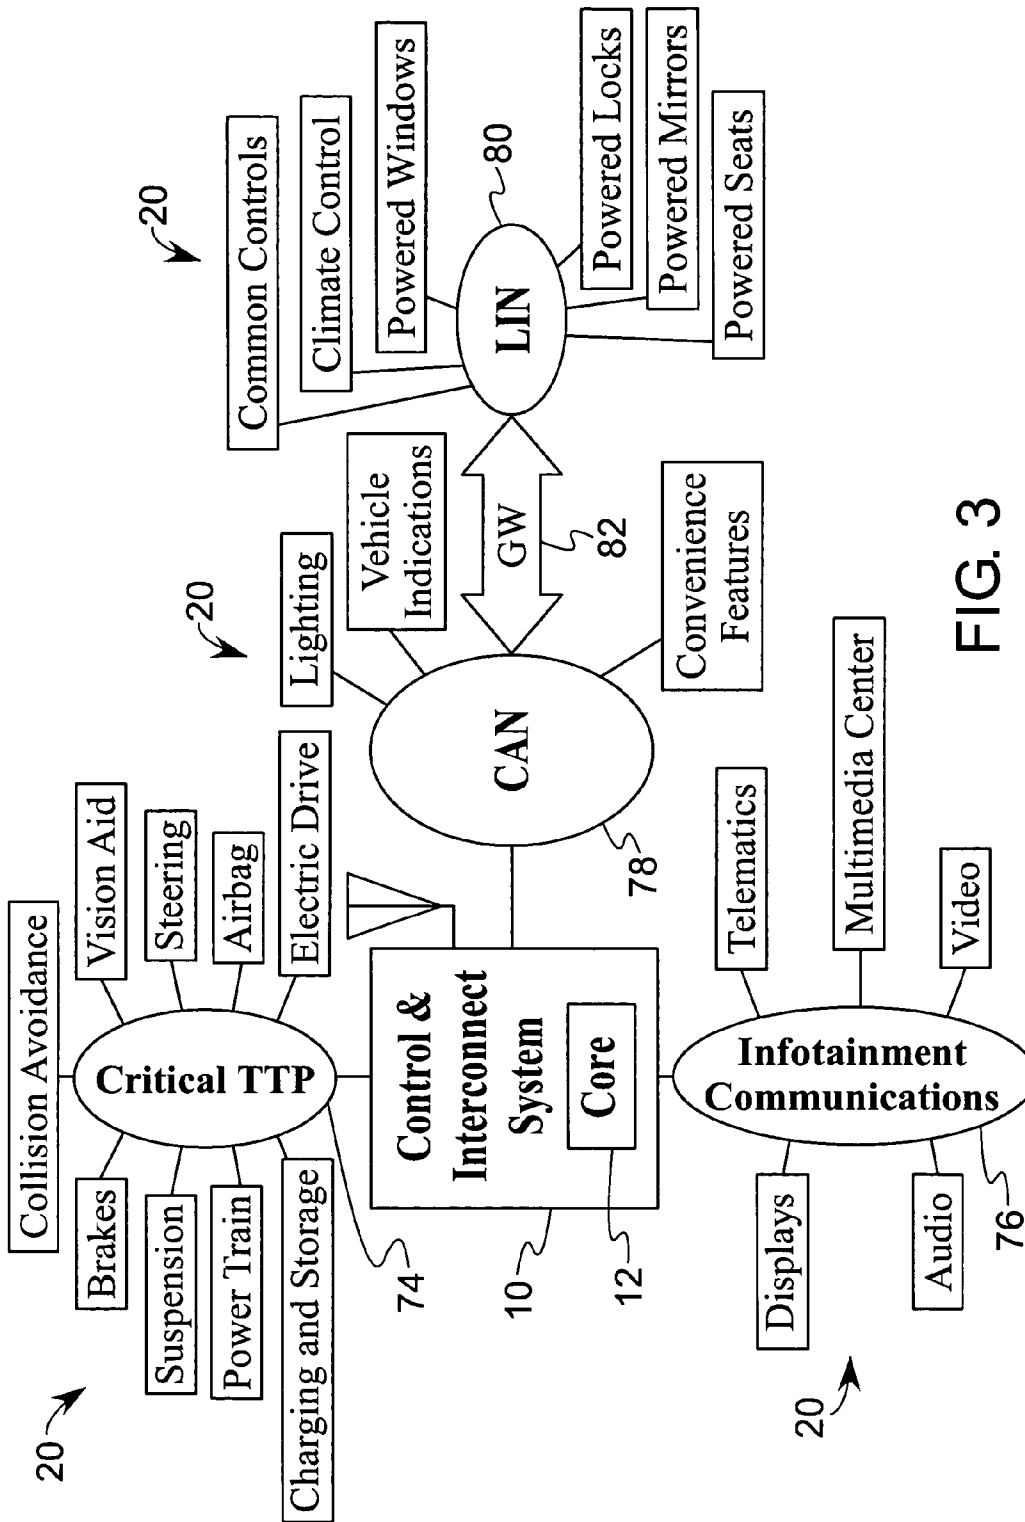 20
Collision Avoidance
Brakes
Vision Aid
Suspension
Steering
Power Train
Airbag
Charging and Storage
Electric Drive
Critical TTP
74
Control &
Interconnect
System
Core
10
12
Infotainment
Communications
76
Displays
Audio
Telematics
Multimedia Center
Video
20
20
Lighting
Vehicle
Indications
CAN
78
Convenience
Features
GW
82
20
Common Controls
Climate Control
Powered Windows
LIN
80
Powered Locks
Powered Mirrors
Powered Seats
FIG. 3